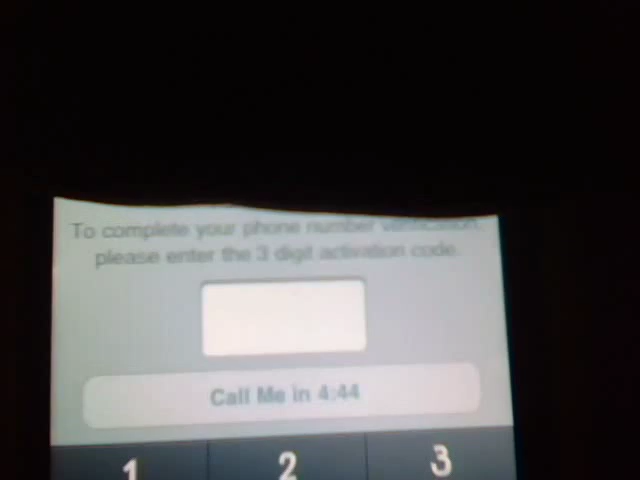 To complete your phone number verification,
please enter the 3 digit activation code.
Call Me in 4:44
1 2 3